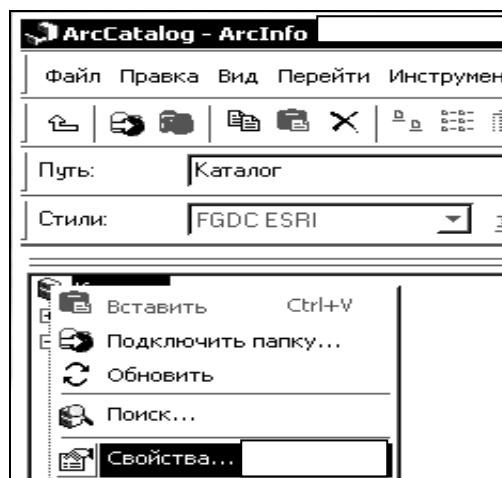 ArcCatalog - ArcInfo
Файл Правка Вид Перейти Инструмен
Путь: Каталог
Стили: FGDC ESRI
Вставить Ctrl+V
Подключить папку...
Обновить
Поиск...
Свойства...